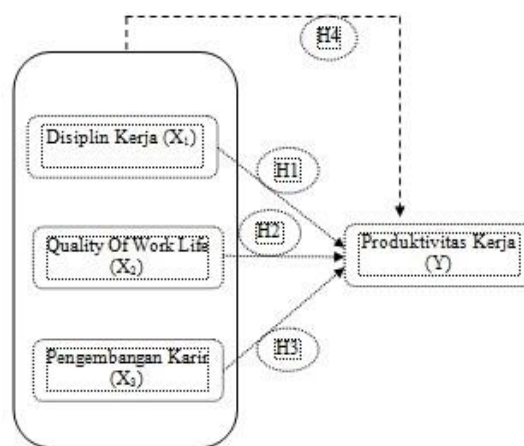 H4
Disiplin Kerja (X₁)
H1
H2
Quality Of Work Life
(X₂)
Produktivitas Kerja
(Y)
H3
Pengembangan Karir
(X₃)